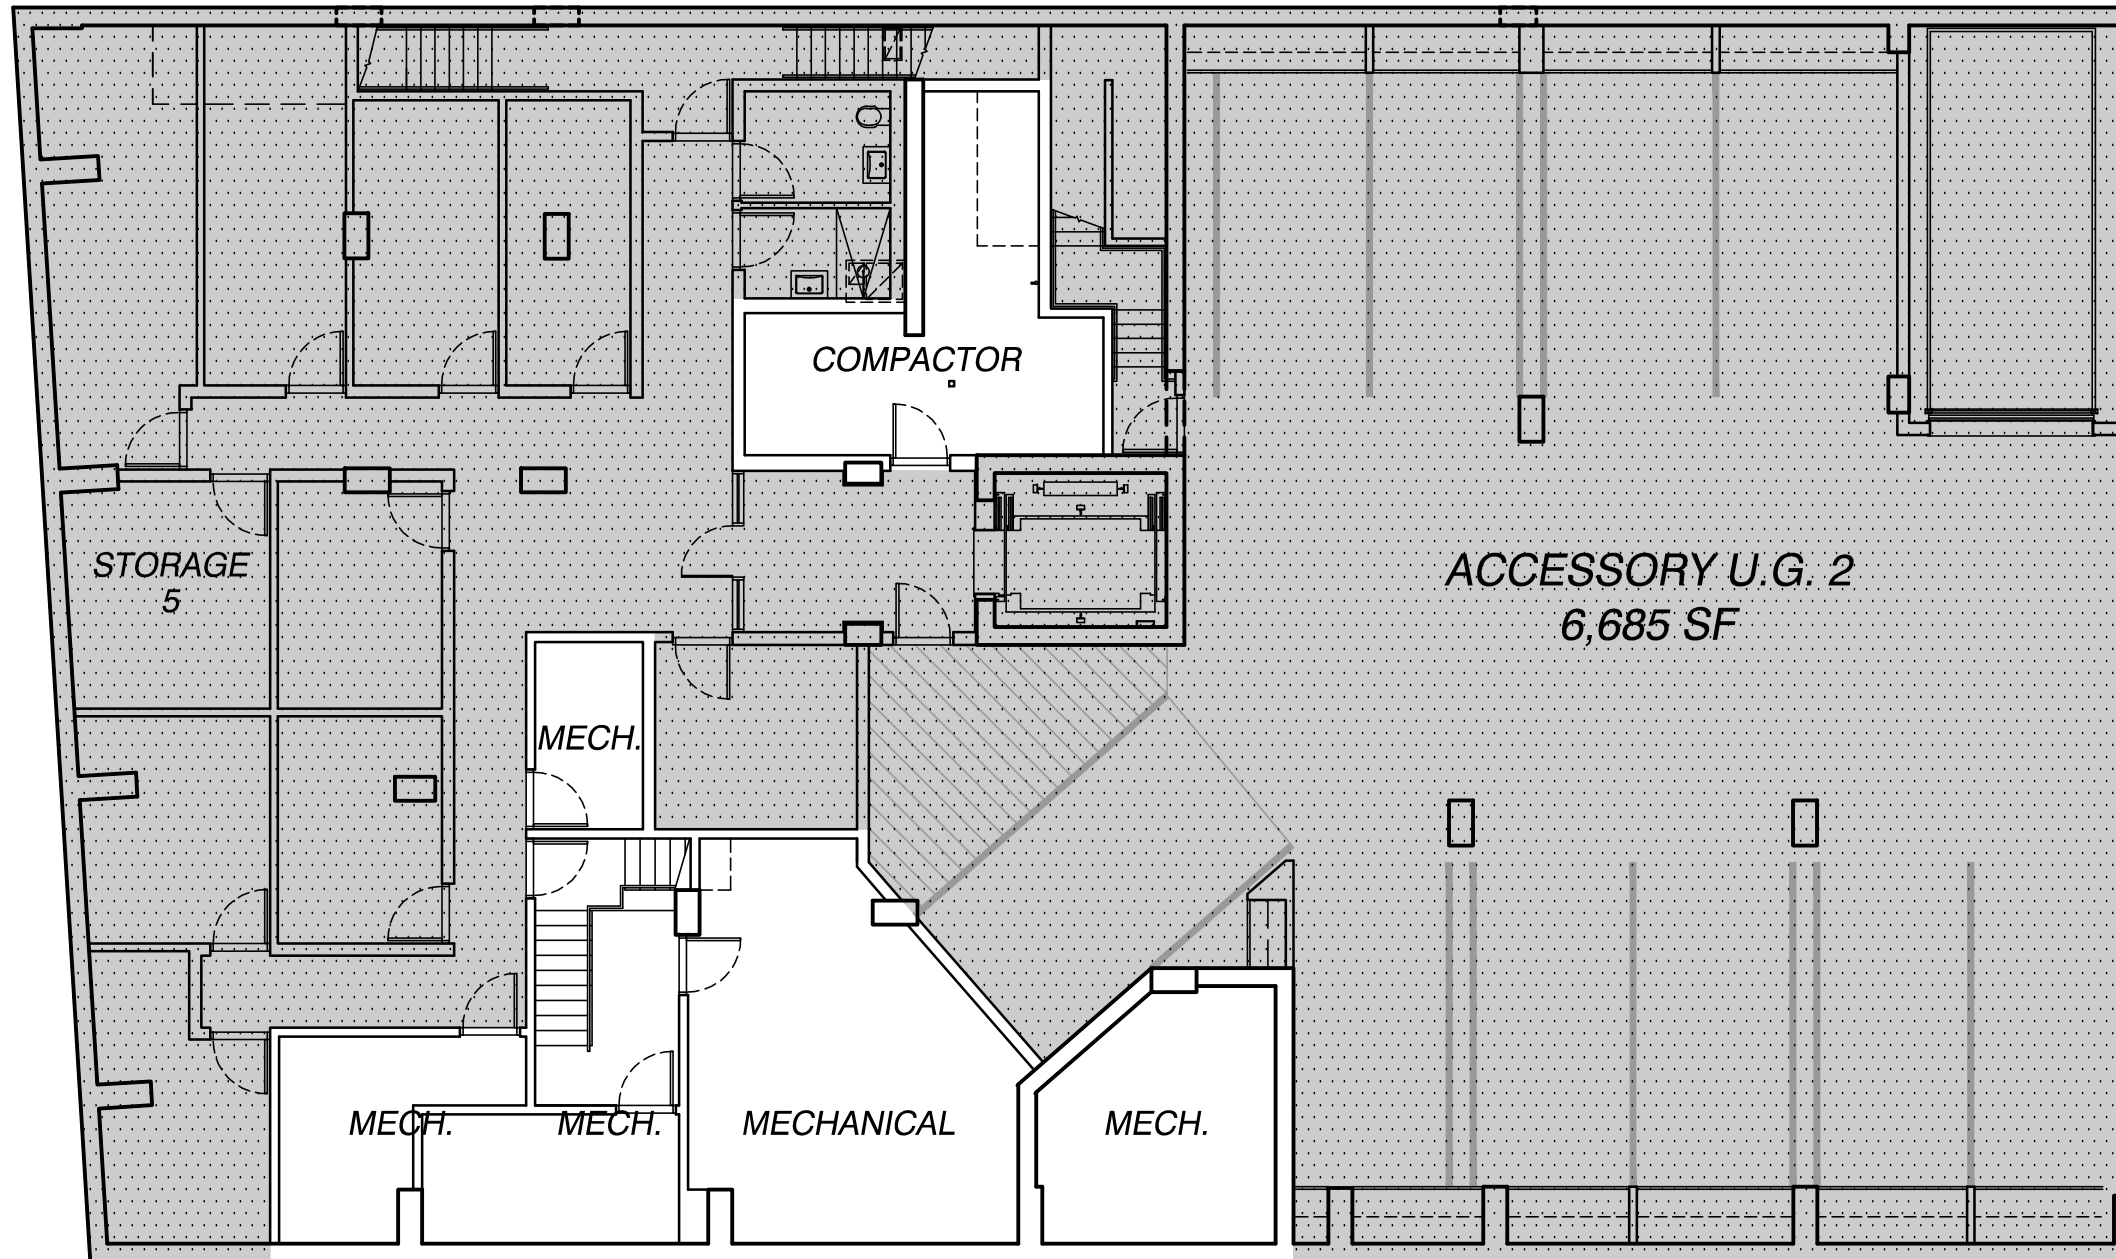 COMPACTOR
STORAGE
5
ACCESSORY U.G. 2
6,685 SF
MECH.
MECH.
MECH.
MECHANICAL
MECH.